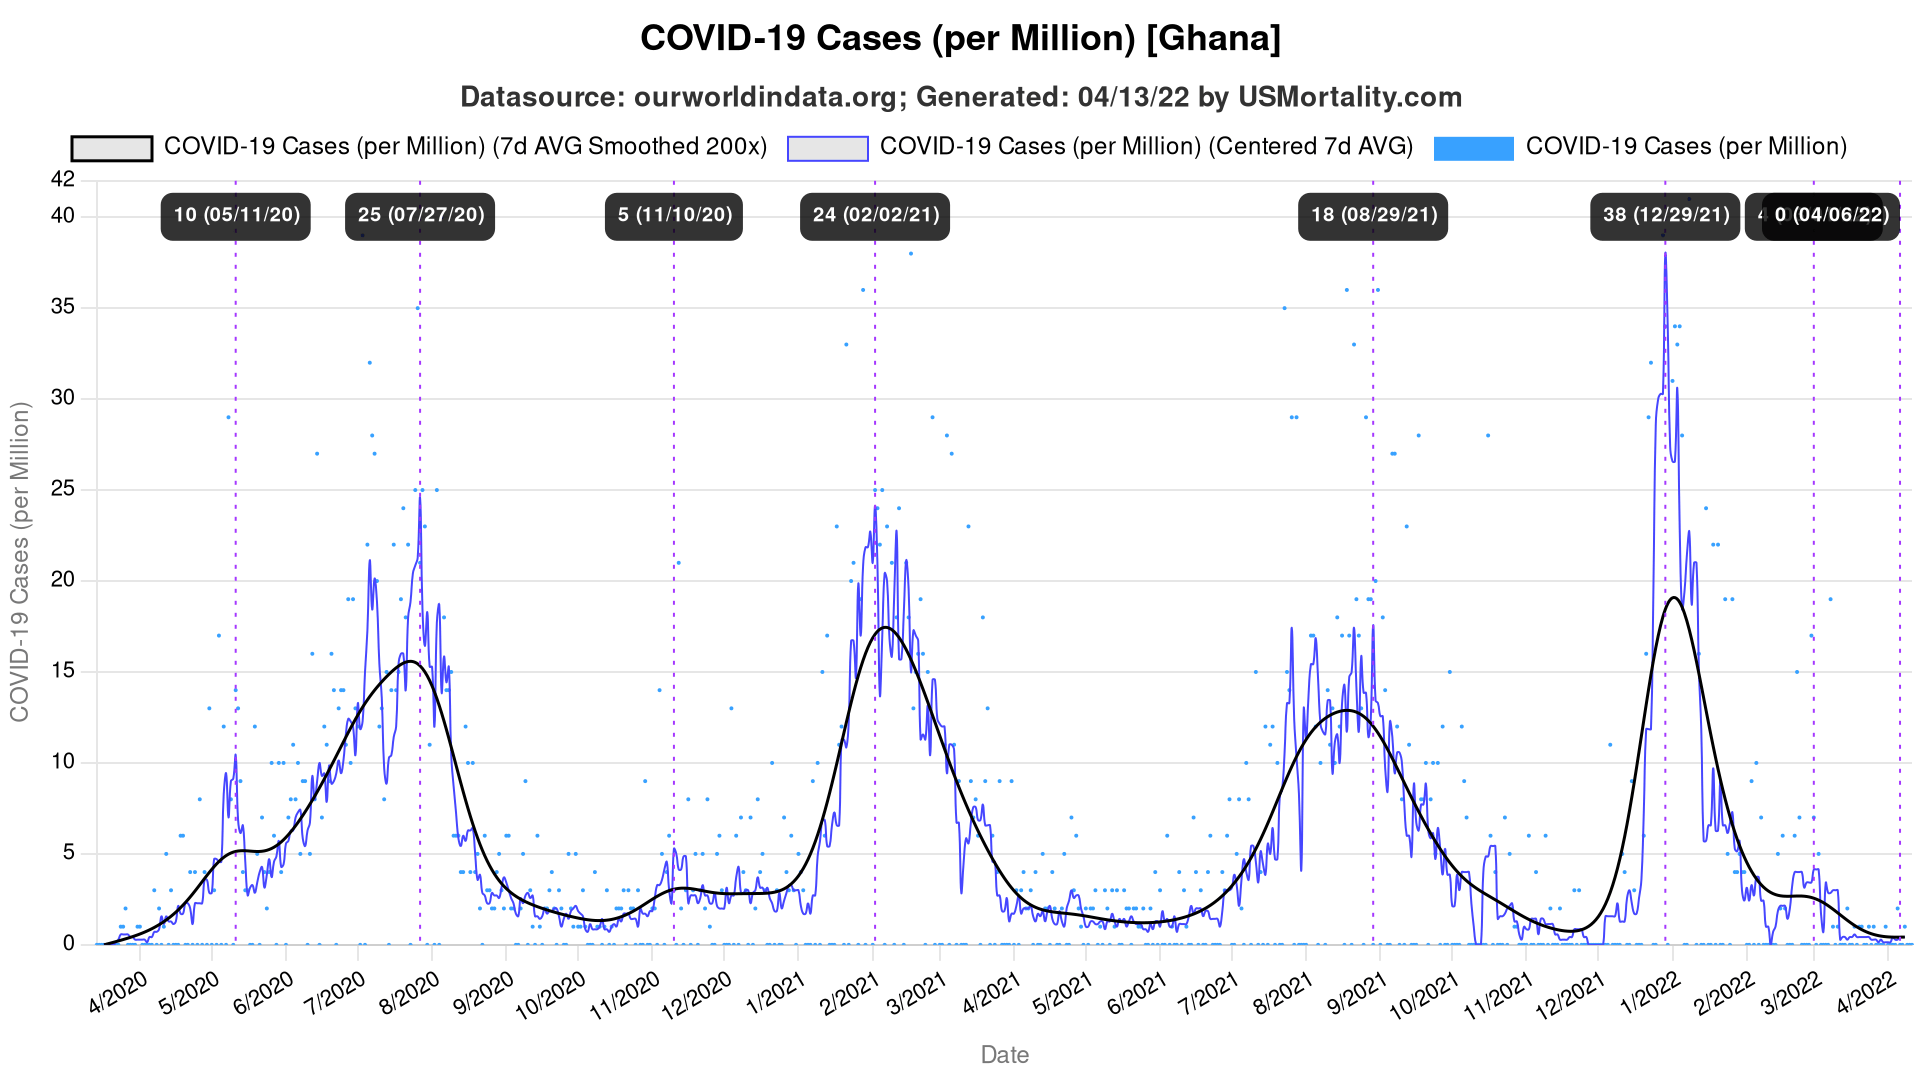 COVID-19 Cases (per Million) [Ghana]
Datasource: ourworldindata.org; Generated: 04/13/22 by USMortality.com
COVID-19 Cases (per Million) (7d AVG Smoothed 200x) COVID-19 Cases (per Million) (Centered 7d AVG) COVID-19 Cases (per Million)
42
40
35
30
25
20
15
10
5
0
COVID-19 Cases (per Million)
10 (05/11/20) 25 (07/27/20) 5 (11/10/20) 24 (02/02/21) 18 (08/29/21) 38 (12/29/21) 4 0 (04/06/22)
4/2020 5/2020 6/2020 7/2020 8/2020 9/2020 10/2020 11/2020 12/2020 1/2021 2/2021 3/2021 4/2021 5/2021 6/2021 7/2021 8/2021 9/2021 10/2021 11/2021 12/2021 1/2022 2/2022 3/2022 4/2022
Date